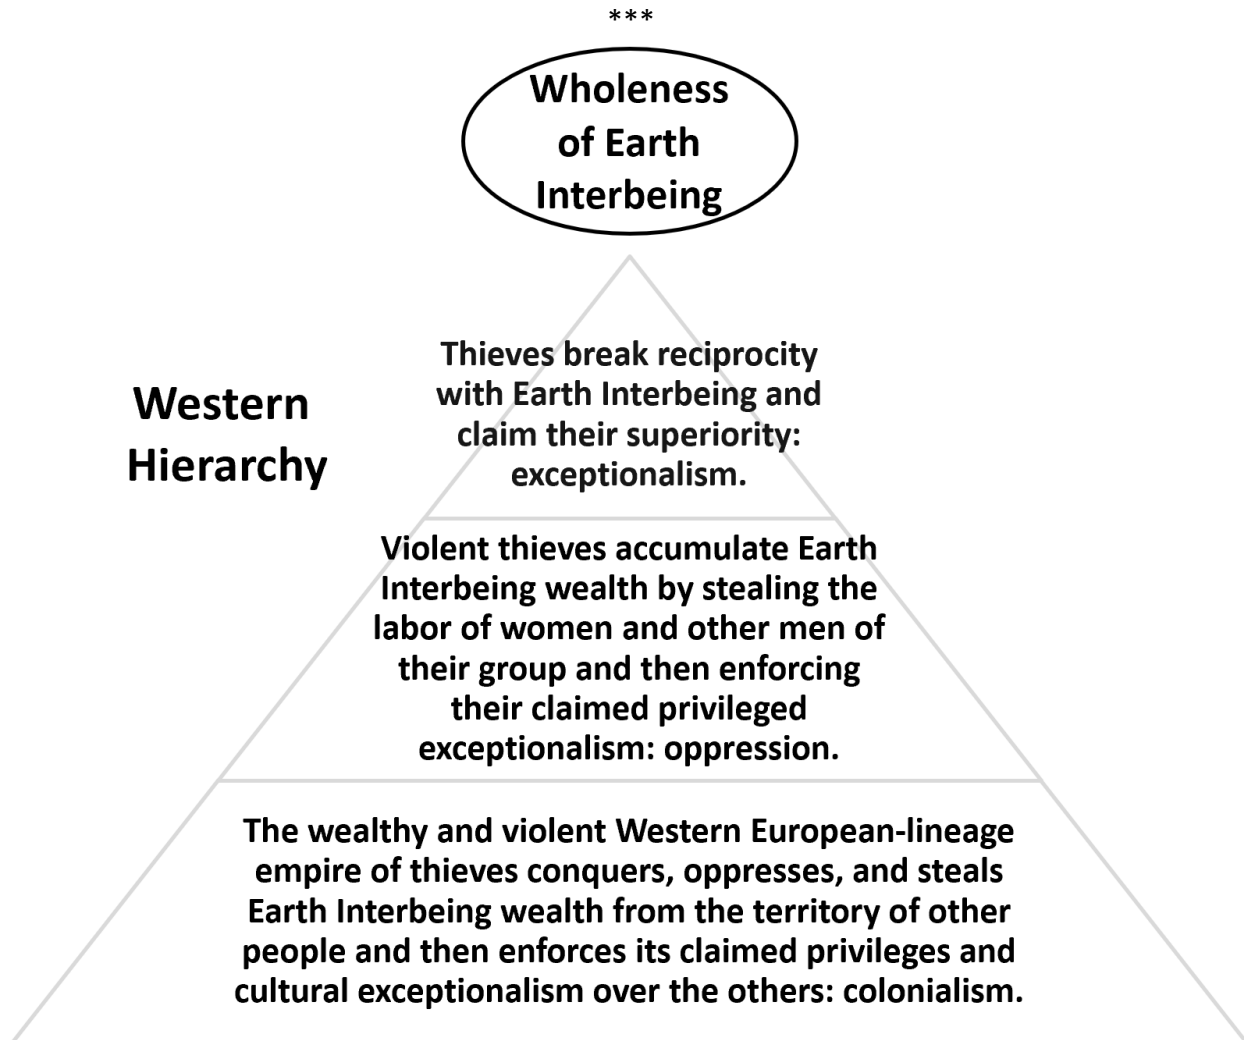 ***
Wholeness
of Earth
Interbeing
Western
Hierarchy
Thieves break reciprocity
with Earth Interbeing and
claim their superiority:
exceptionalism.
Violent thieves accumulate Earth
Interbeing wealth by stealing the
labor of women and other men of
their group and then enforcing
their claimed privileged
exceptionalism: oppression.
The wealthy and violent Western European-lineage
empire of thieves conquers, oppresses, and steals
Earth Interbeing wealth from the territory of other
people and then enforces its claimed privileges and
cultural exceptionalism over the others: colonialism.